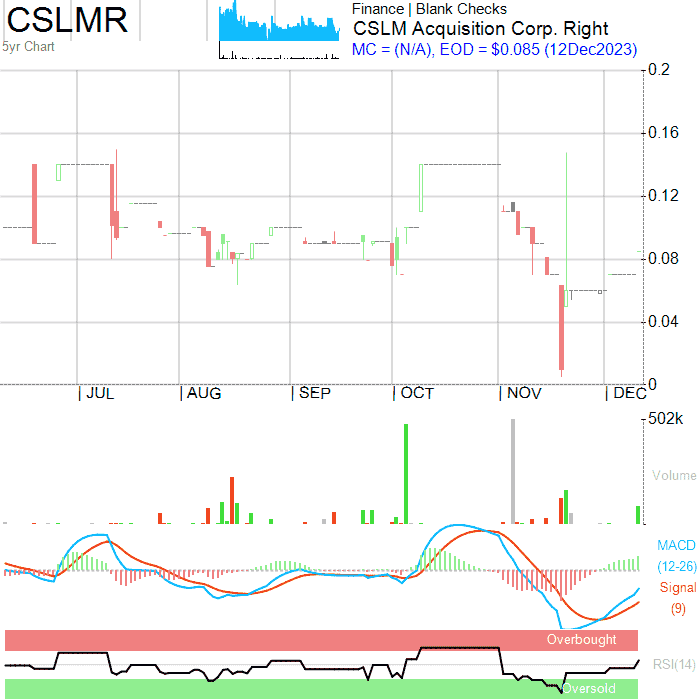 CSLMR
5yr Chart
Finance | Blank Checks
CSLM Acquisition Corp. Right
MC = (N/A), EOD = $0.085 (12Dec2023)
0.2
0.16
0.12
0.08
0.04
0
| JUL | AUG | SEP | OCT | NOV | DEC
502k
Volume
MACD
(12-26)
Signal
(9)
Overbought
RSI(14)
Oversold